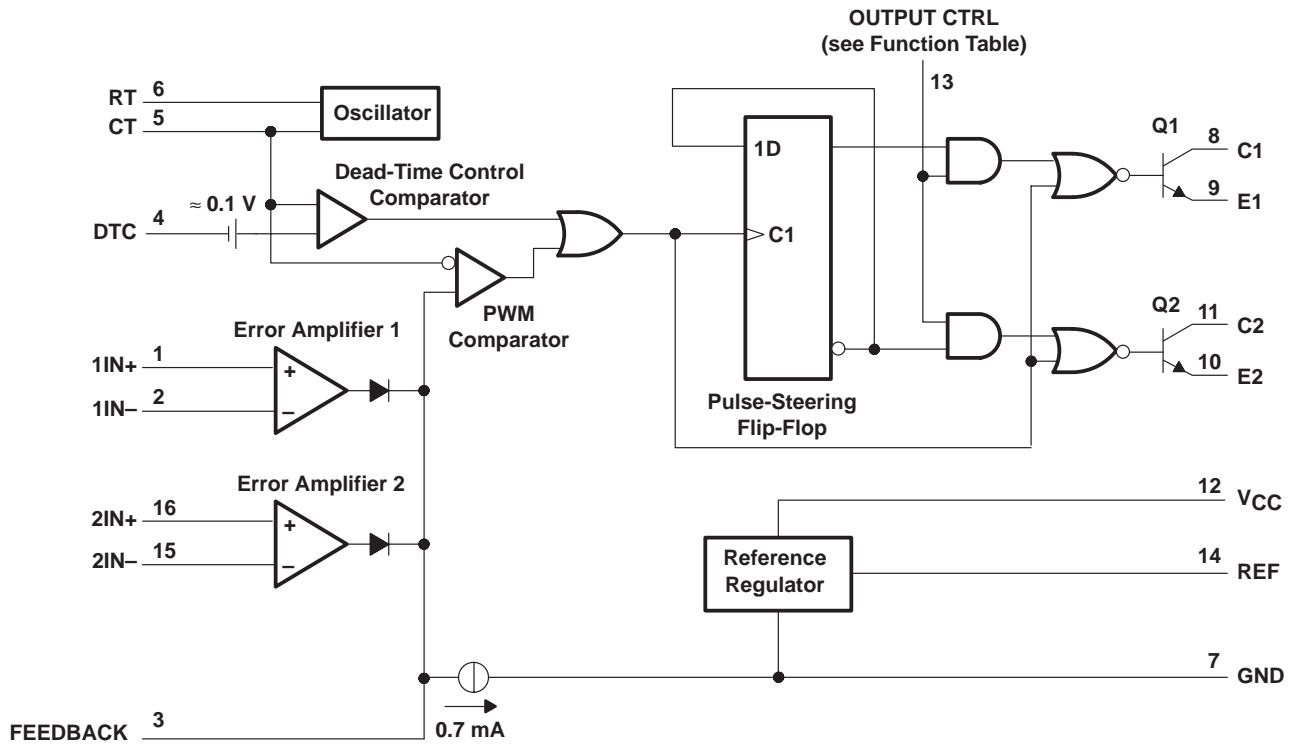 OUTPUT CTRL
(see Function Table)
13
RT 6
CT 5
Oscillator
Dead-Time Control
Comparator
≈ 0.1 V
DTC 4
1D
C1
Q1
8 C1
9 E1
PWM
Comparator
Error Amplifier 1
1IN+ 1
1IN– 2
+
–
Pulse-Steering
Flip-Flop
Q2
11 C2
10 E2
Error Amplifier 2
2IN+ 16
2IN– 15
+
–
Reference
Regulator
12 VCC
14 REF
7 GND
0.7 mA
FEEDBACK 3